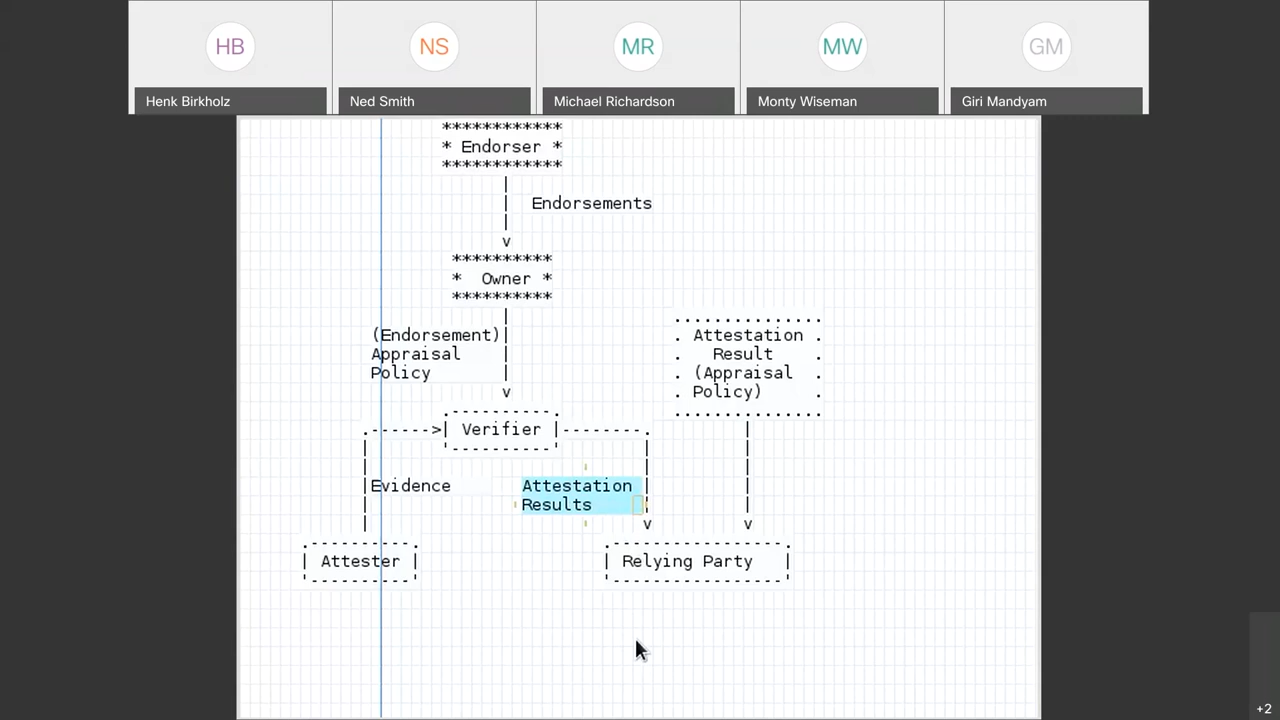 HB
NS
MR
MW
GM
Henk Birkholz
Ned Smith
Michael Richardson
Monty Wiseman
Giri Mandyam
************
* Endorser *
************
Endorsements
v
**********
* Owner *
**********
(Endorsement)
Appraisal
Policy
v
Attestation
Result
(Appraisal
Policy)
Verifier
Evidence
Attestation
Results
v
v
Attester
Relying Party
+2